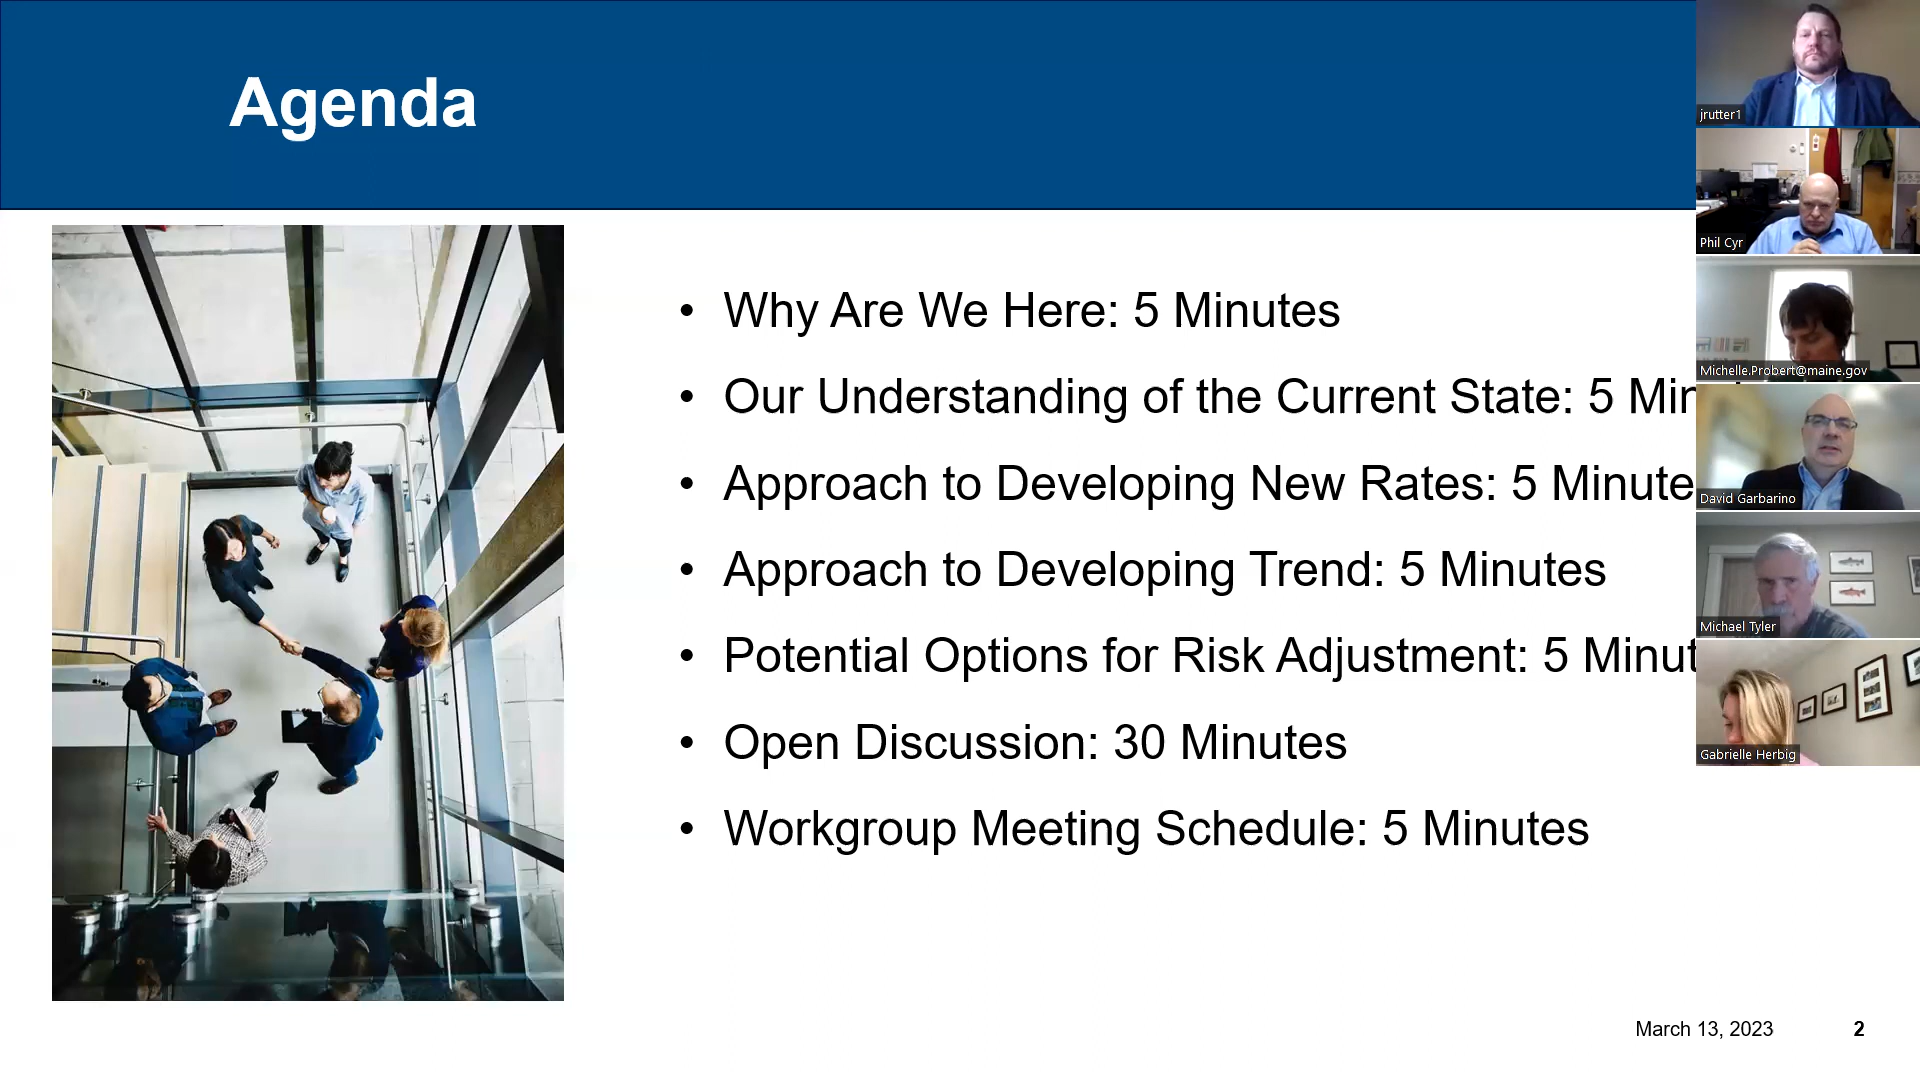 Agenda
• Why Are We Here: 5 Minutes
• Our Understanding of the Current State: 5
• Approach to Developing New Rates: 5 Minute
• Approach to Developing Trend: 5 Minutes
• Potential Options for Risk Adjustment: 5 Minut
• Open Discussion: 30 Minutes
• Workgroup Meeting Schedule: 5 Minutes
March 13, 2023 2
jrutter1
Phil Cyr
Michelle.Probert@maine.gov
David Garbarino
Michael Tyler
Gabrielle Herbig